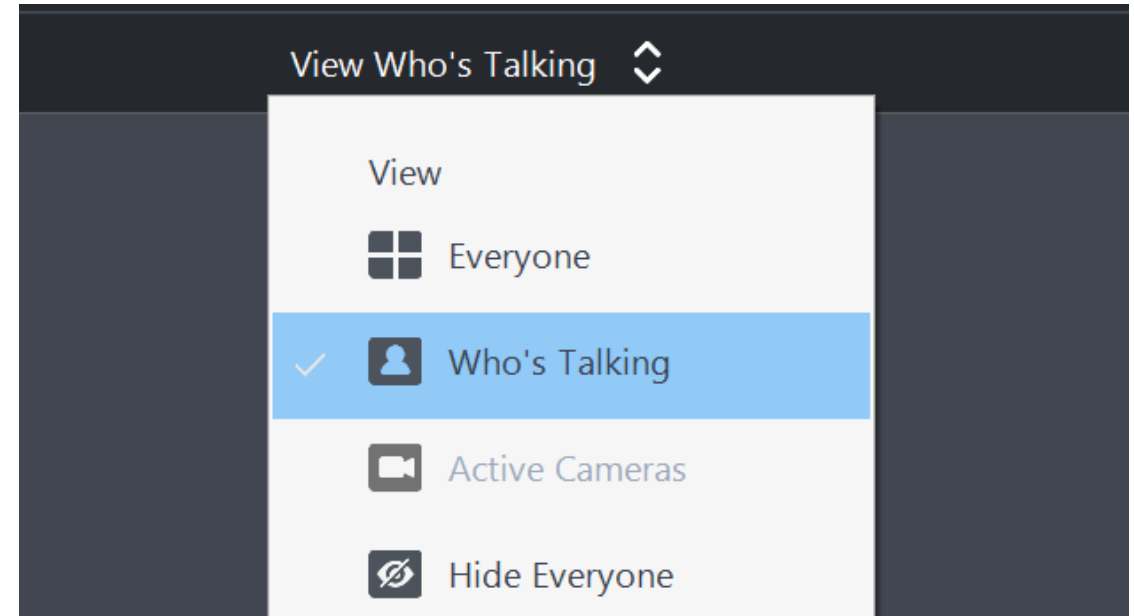 View Who's Talking
View
Everyone
Who's Talking
Active Cameras
Hide Everyone